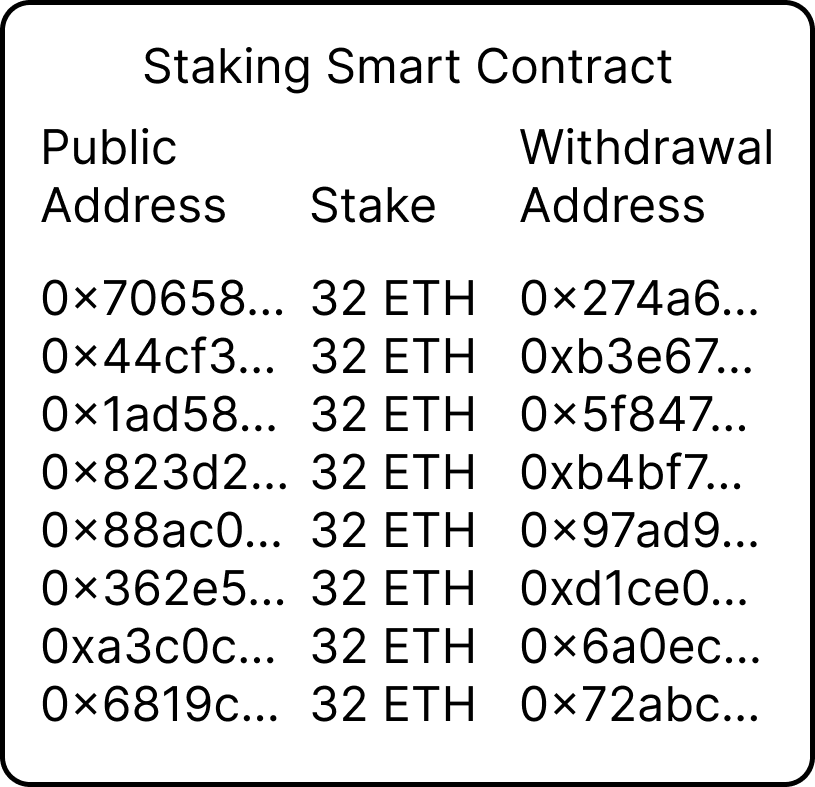 Staking Smart Contract
Public Address Stake Withdrawal Address
0×70658... 32 ETH 0×274a6...
0×44cf3... 32 ETH 0xb3e67...
0×1ad58... 32 ETH 0×5f847...
0×823d2... 32 ETH 0xb4bf7...
0×88ac0... 32 ETH 0×97ad9...
0×362e5... 32 ETH 0xd1ce0...
0xa3c0c... 32 ETH 0×6a0ec...
0×6819c... 32 ETH 0×72abc...